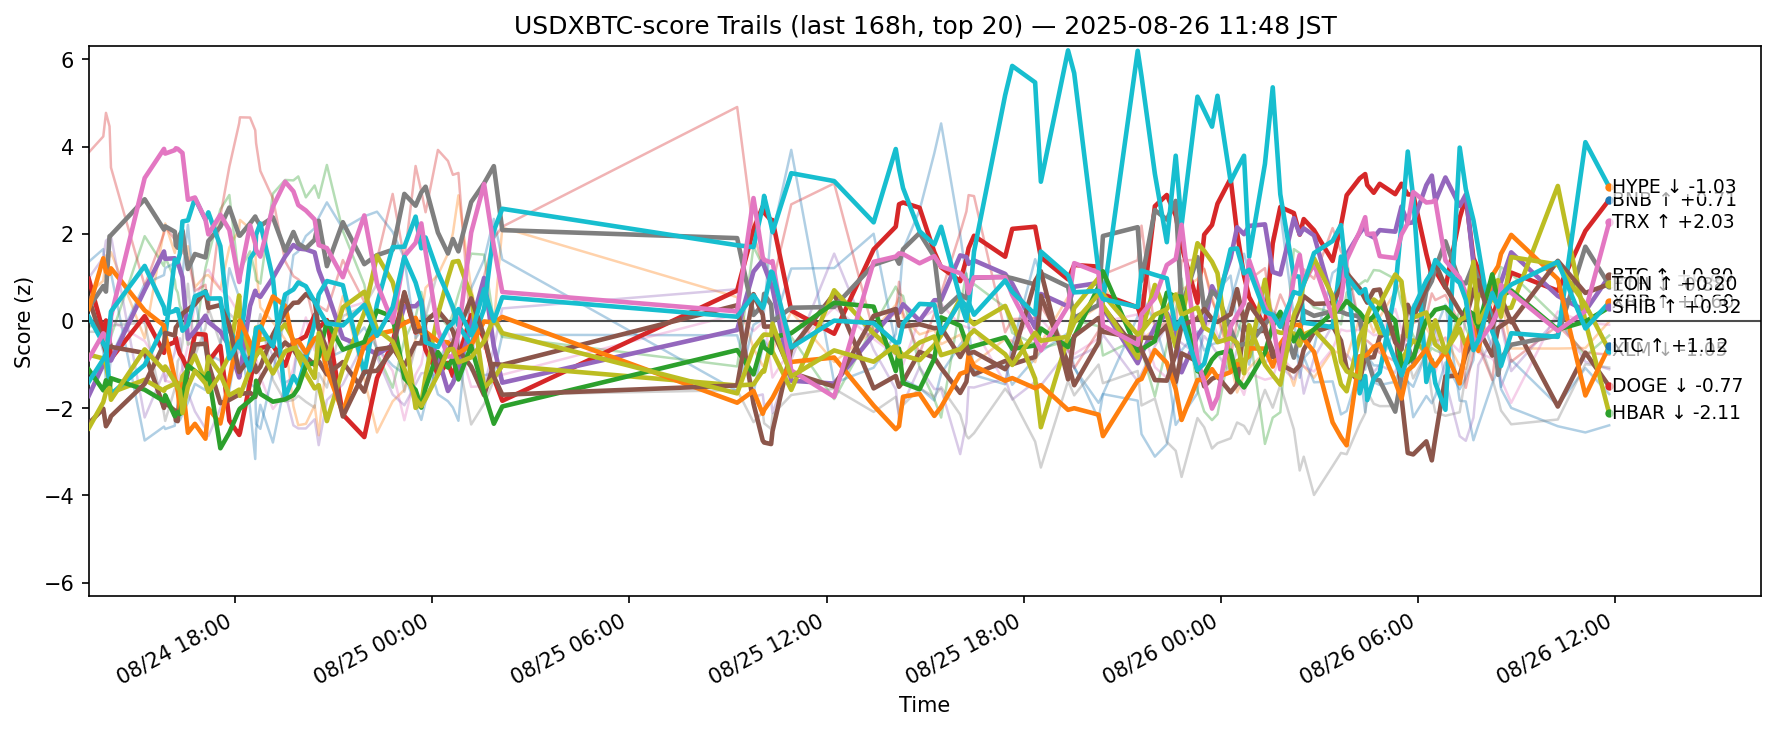 USDXBTC-score Trails (last 168h, top 20) — 2025-08-26 11:48 JST
Score (z)
6
4
2
0
−2
−4
−6
HYPE ↓ -1.03
BNB ↑ +0.71
TRX ↑ +2.03
BTC ↑ +0.80
TON ↑ +0.20
SHIB ↑ +0.32
LTC ↑ +1.12
DOGE ↓ -0.77
HBAR ↓ -2.11
08/24 18:00
08/25 00:00
08/25 06:00
08/25 12:00
08/25 18:00
08/26 00:00
08/26 06:00
08/26 12:00
Time